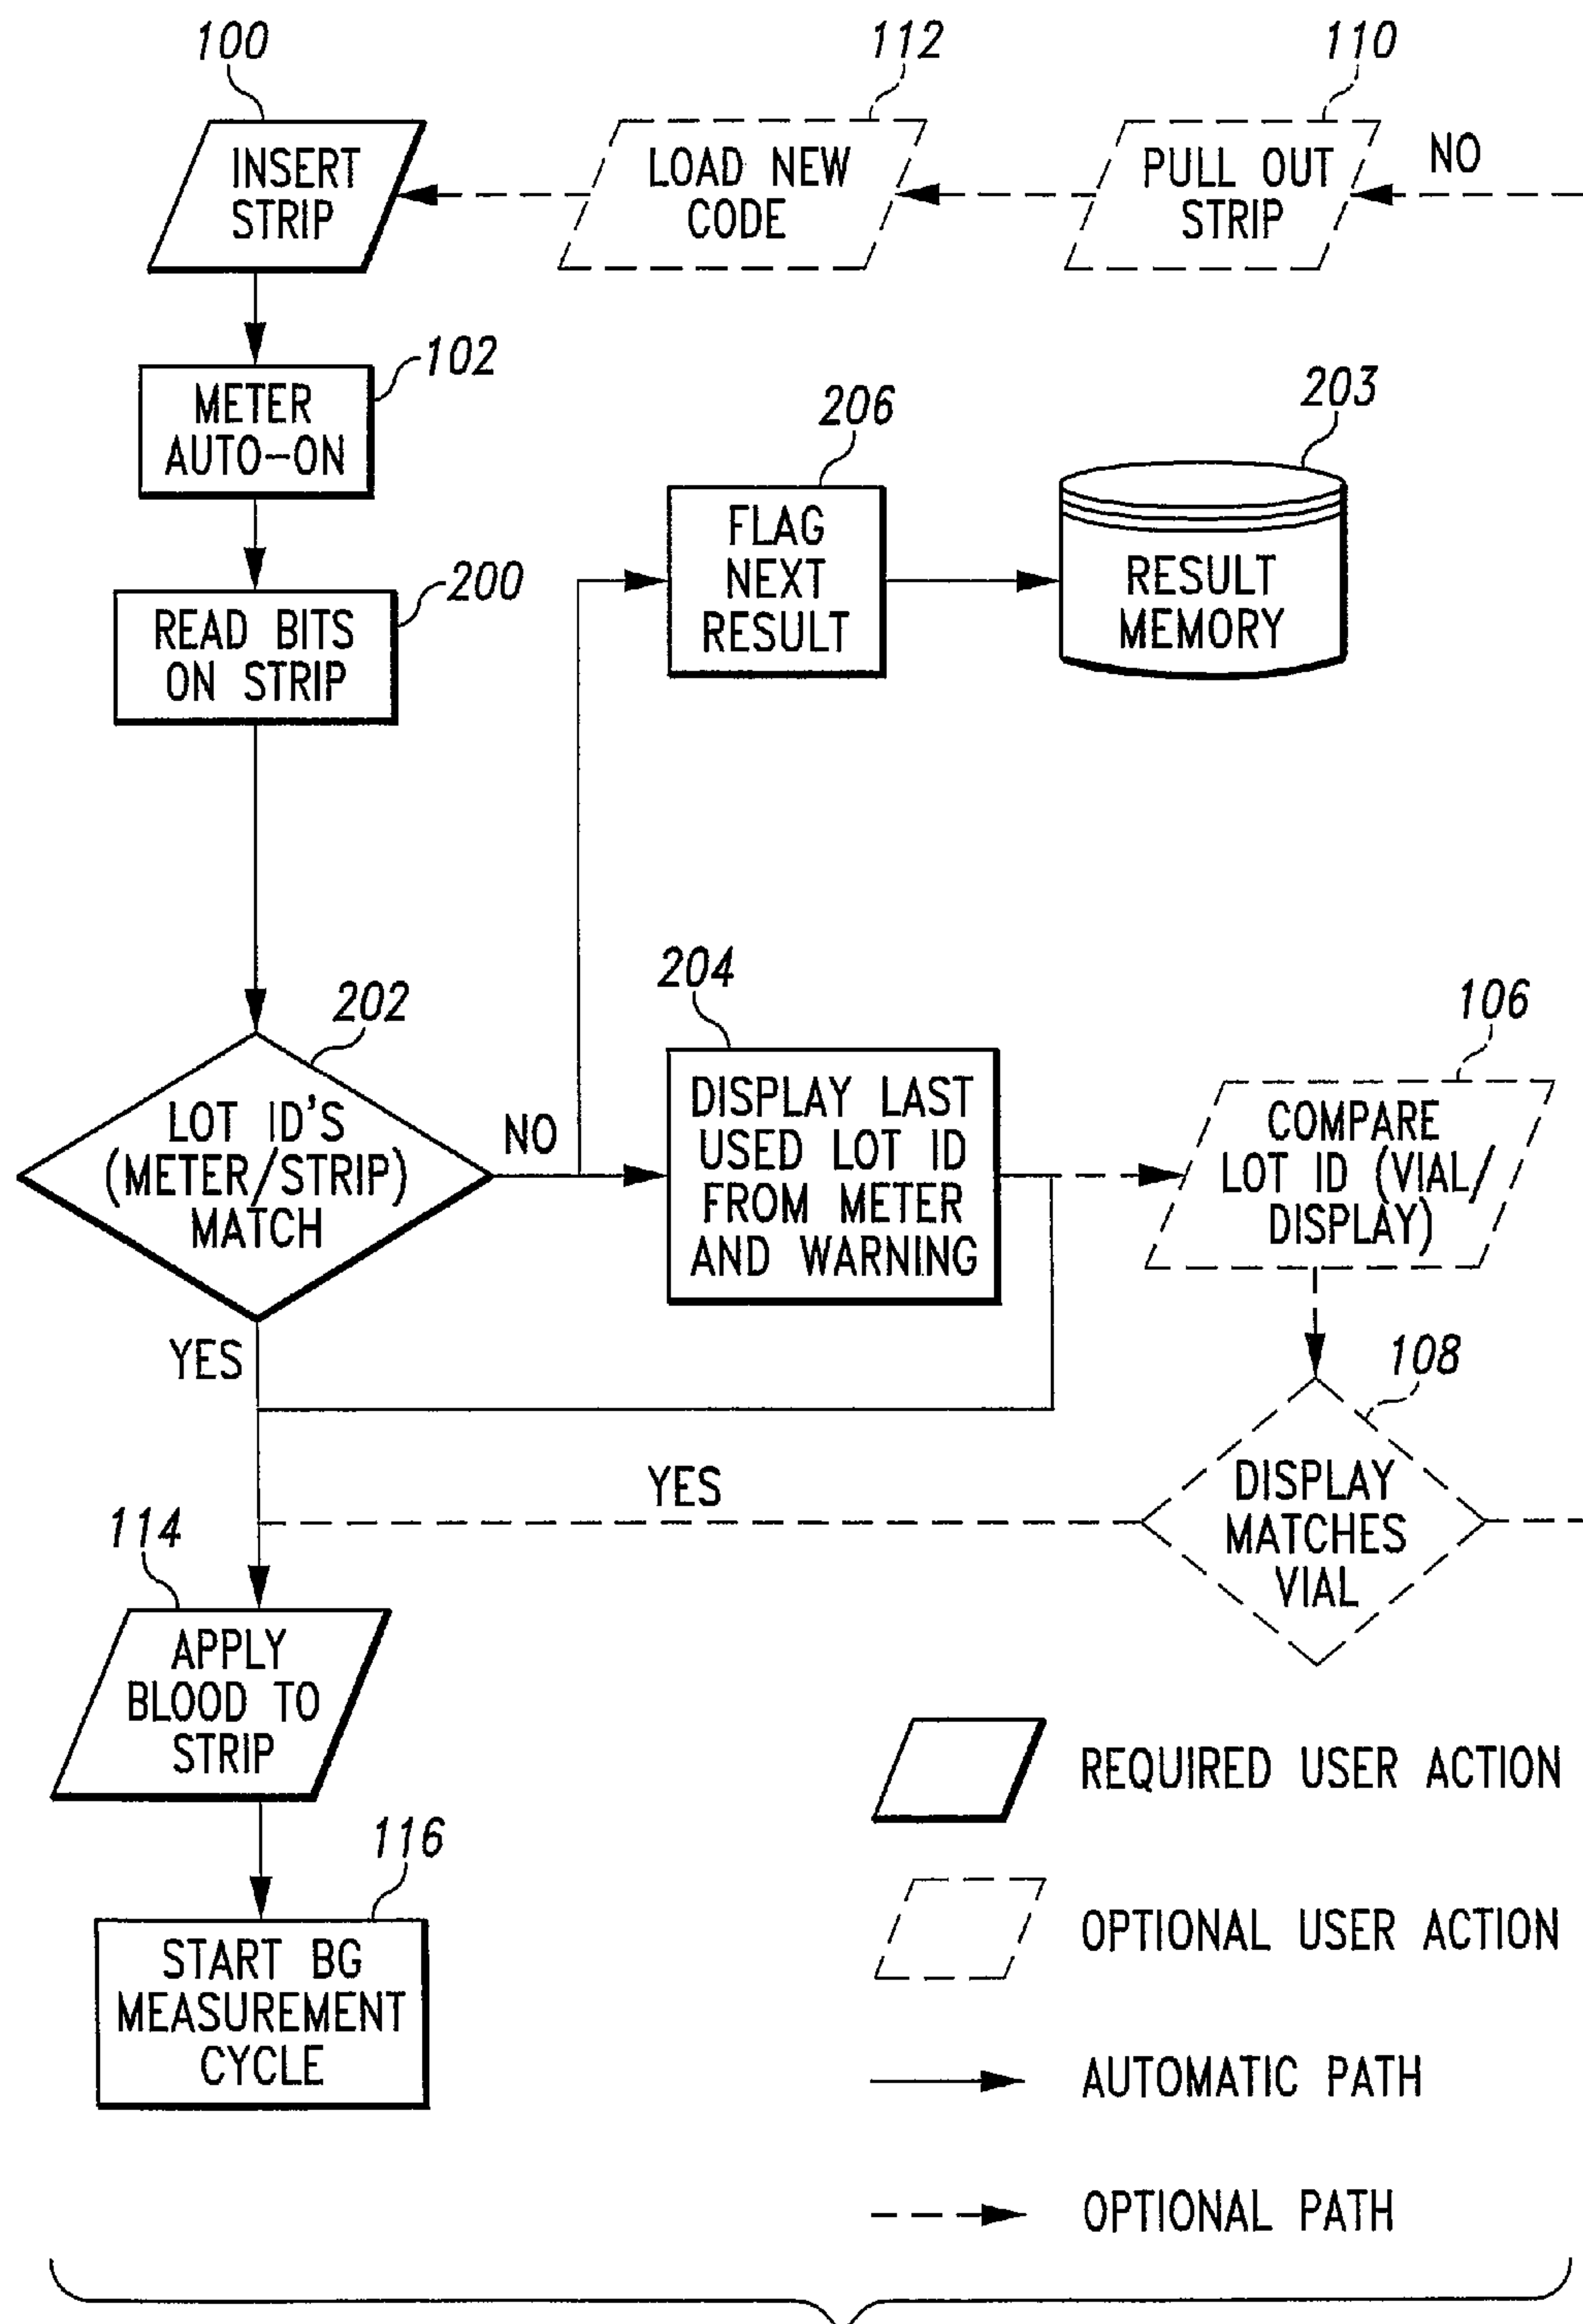 100
112
110
INSERT
STRIP
LOAD NEW
CODE
PULL OUT
STRIP
NO
102
METER
AUTO-ON
206
203
FLAG
NEXT
RESULT
RESULT
MEMORY
200
READ BITS
ON STRIP
202
LOT ID'S
(METER/STRIP)
MATCH
NO
YES
204
DISPLAY LAST
USED LOT ID
FROM METER
AND WARNING
106
COMPARE
LOT ID (VIAL/
DISPLAY)
108
DISPLAY
MATCHES
VIAL
YES
114
APPLY
BLOOD TO
STRIP
116
START BG
MEASUREMENT
CYCLE
REQUIRED USER ACTION
OPTIONAL USER ACTION
AUTOMATIC PATH
OPTIONAL PATH